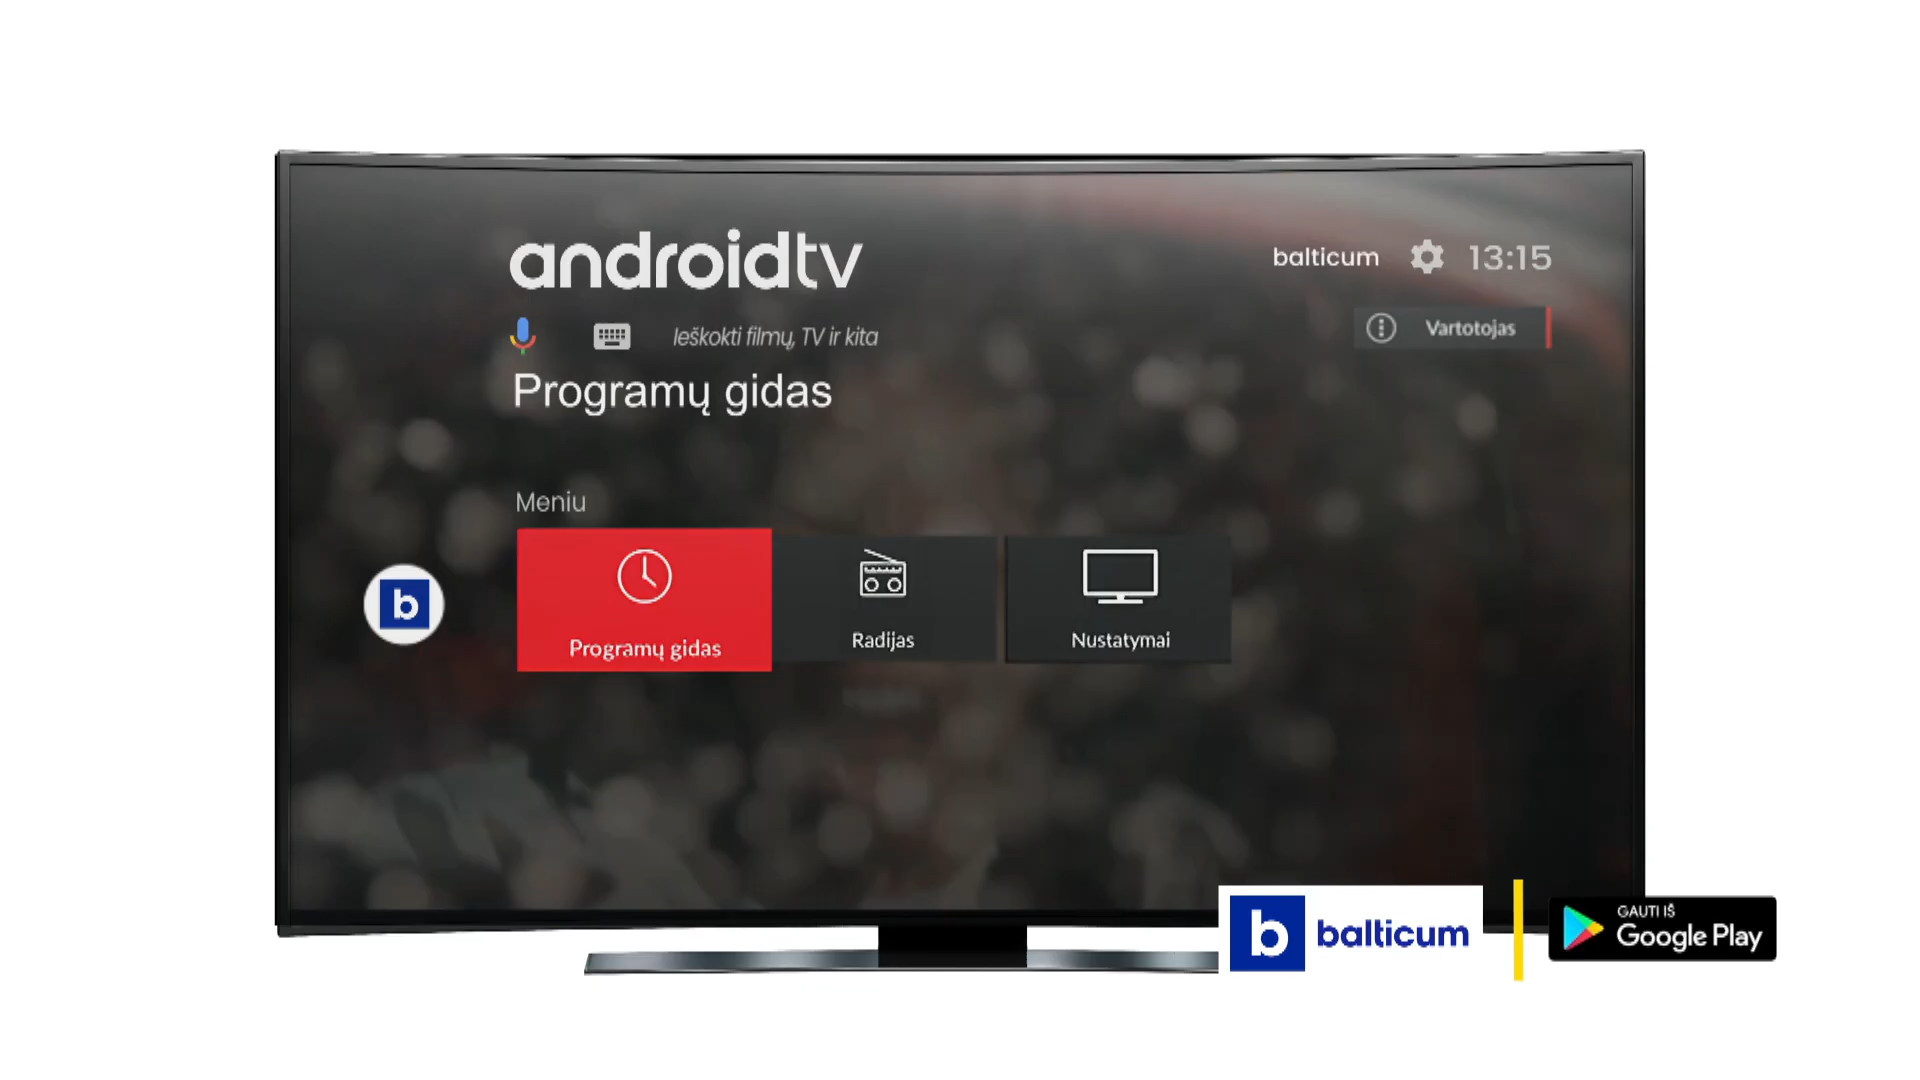 androidtv
balticum 13:15
Ieškokti filmų, TV ir kita
Vartotojas
Programų gidas
Meniu
b
Programų gidas
Radijas
Nustatymai
b balticum
GAUTI IŠ
Google Play